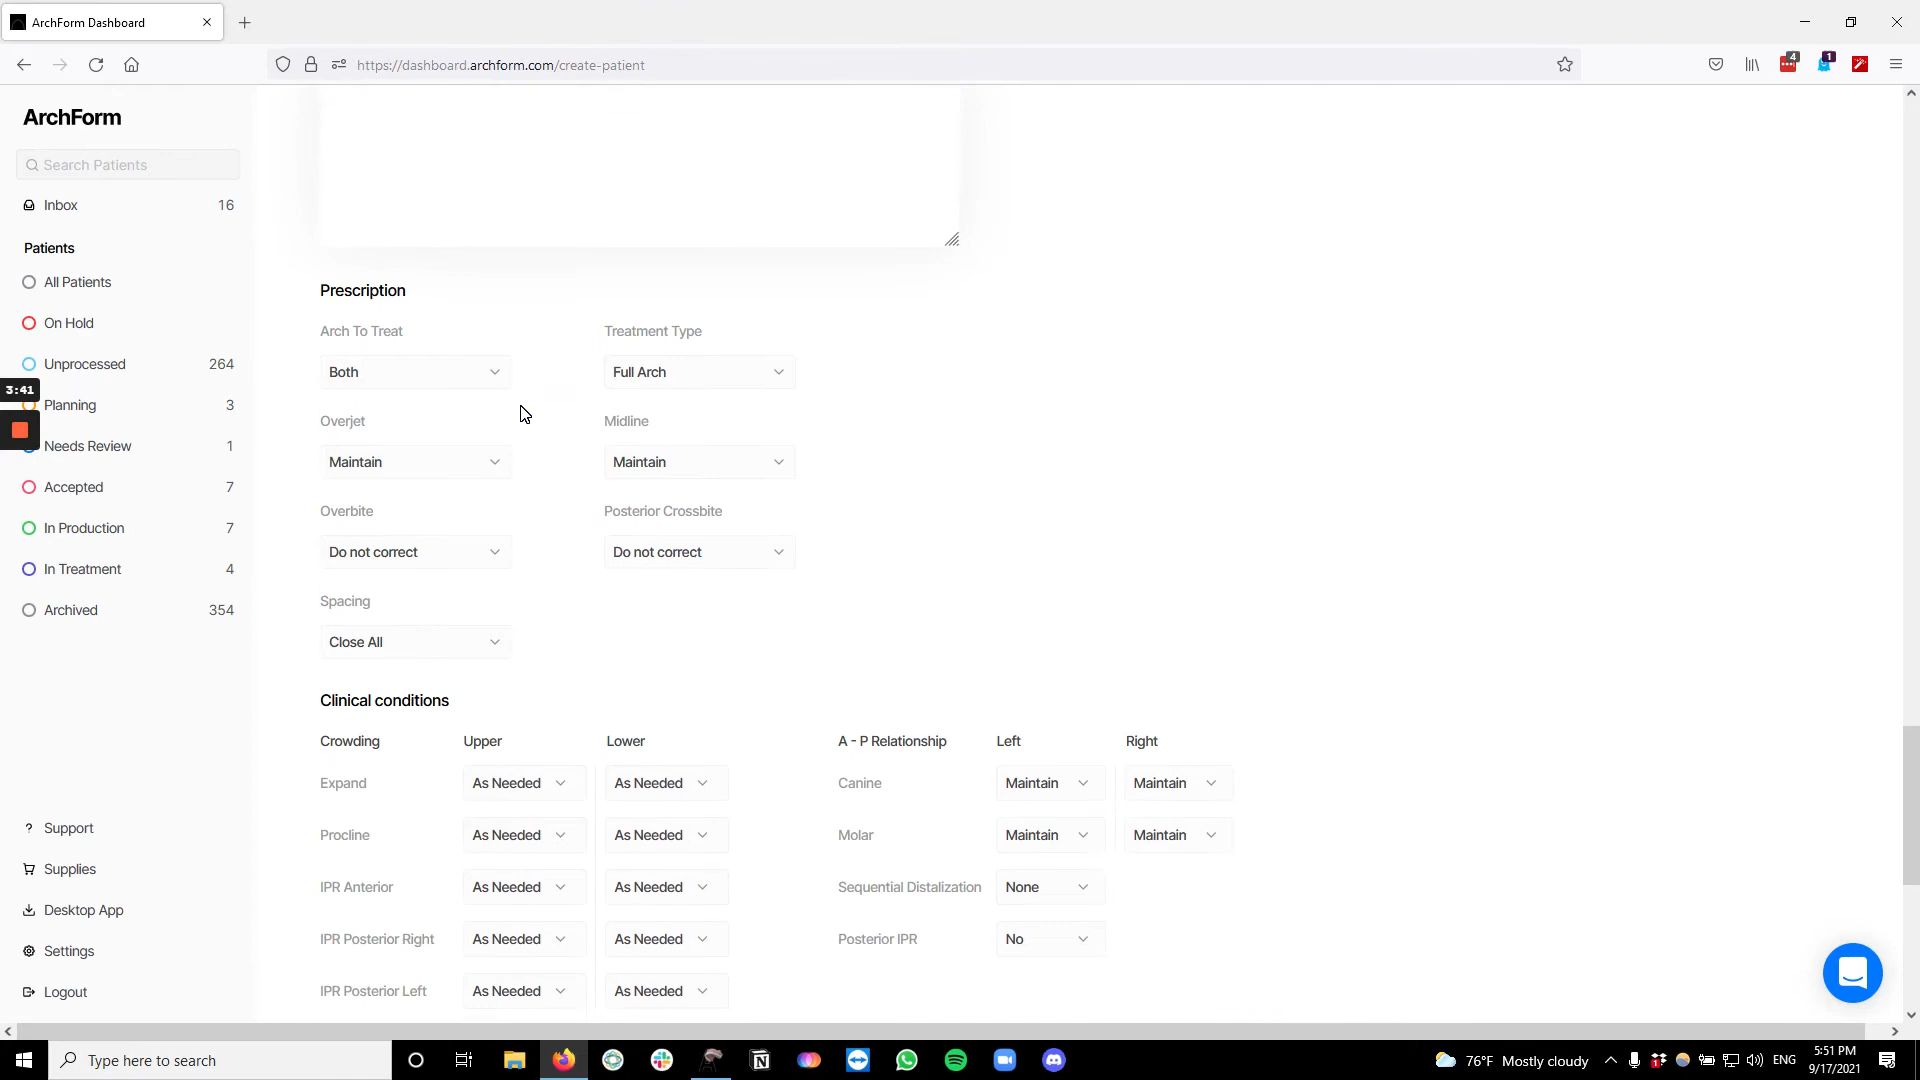 ArchForm Dashboard
https://dashboard.archform.com/create-patient
4
1
ArchForm
Search Patients
Inbox 16
Patients
All Patients
On Hold
Unprocessed 264
3:41
Planning 3
Needs Review 1
Accepted 7
In Production 7
In Treatment 4
Archived 354
Support
Supplies
Desktop App
Settings
Logout
Prescription
Arch To Treat Treatment Type
Both Full Arch
Overjet Midline
Maintain Maintain
Overbite Posterior Crossbite
Do not correct Do not correct
Spacing
Close All
Clinical conditions
Crowding Upper Lower A - P Relationship Left Right
Expand As Needed As Needed Canine Maintain Maintain
Procline As Needed As Needed Molar Maintain Maintain
IPR Anterior As Needed As Needed Sequential Distalization None
IPR Posterior Right As Needed As Needed Posterior IPR No
IPR Posterior Left As Needed As Needed
Type here to search
76°F Mostly cloudy
ENG
5:51 PM
9/17/2021